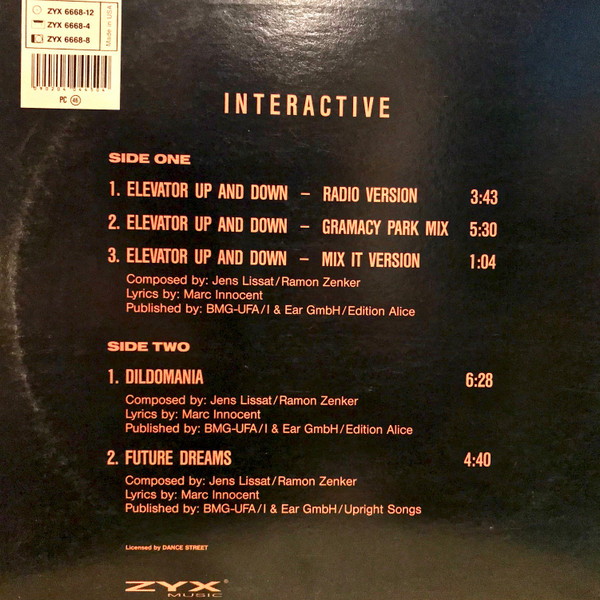 ZYX 6668-12
ZYX 6668-4
ZYX 6668-8
Made in USA
PC 45
INTERACTIVE
SIDE ONE
1. ELEVATOR UP AND DOWN – RADIO VERSION 3:43
2. ELEVATOR UP AND DOWN – GRAMACY PARK MIX 5:30
3. ELEVATOR UP AND DOWN – MIX IT VERSION 1:04
Composed by: Jens Lissat/Ramon Zenker
Lyrics by: Marc Innocent
Published by: BMG-UFA/I & Ear GmbH/Edition Alice
SIDE TWO
1. DILDOMANIA 6:28
Composed by: Jens Lissat/Ramon Zenker
Lyrics by: Marc Innocent
Published by: BMG-UFA/I & Ear GmbH/Edition Alice
2. FUTURE DREAMS 4:40
Composed by: Jens Lissat/Ramon Zenker
Lyrics by: Marc Innocent
Published by: BMG-UFA/I & Ear GmbH/Upright Songs
Licensed by DANCE STREET
ZYX®
MUSIC